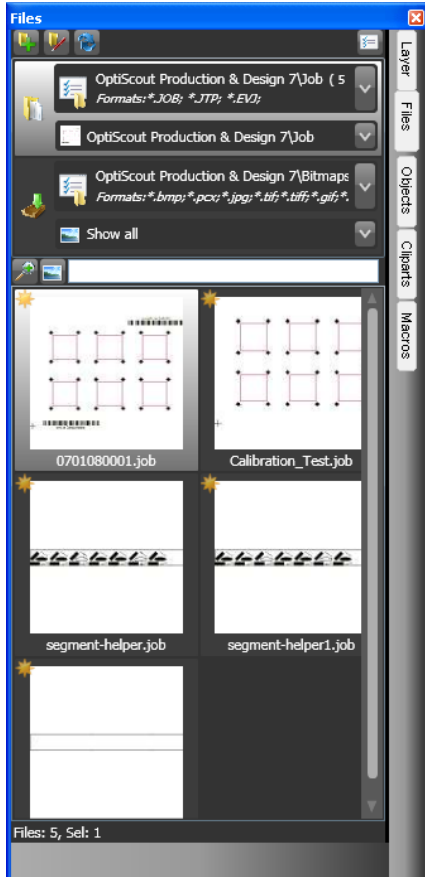 Files
OptiScout Production & Design 7\Job ( 5
Formats:*.JOB; *.JTP; *.EVJ;
OptiScout Production & Design 7\Job
OptiScout Production & Design 7\Bitmaps
Formats:*.bmp;*.pcx;*.jpg;*.tif;*.tiff;*.gif;*.
Show all
0701080001.job
Calibration_Test.job
segment-helper.job
segment-helper1.job
Files: 5, Sel: 1
Layer
Files
Objects
Cliparts
Macros